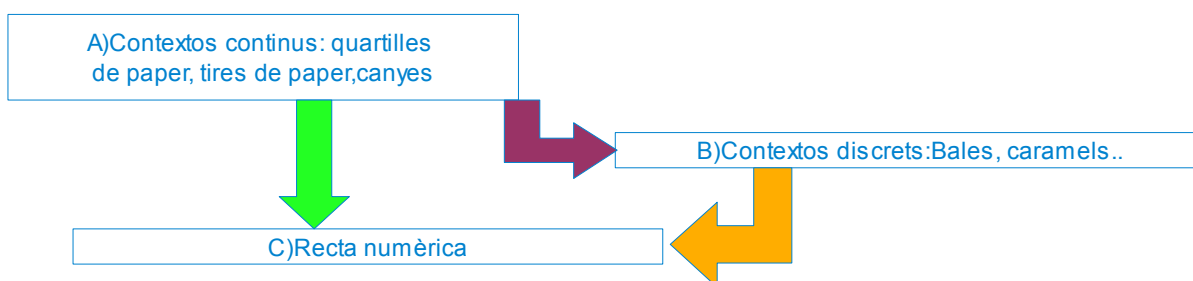 A)Contextos continus: quartilles
de paper, tires de paper,canyes
B)Contextos discrets:Bales, caramels..
C)Recta numèrica